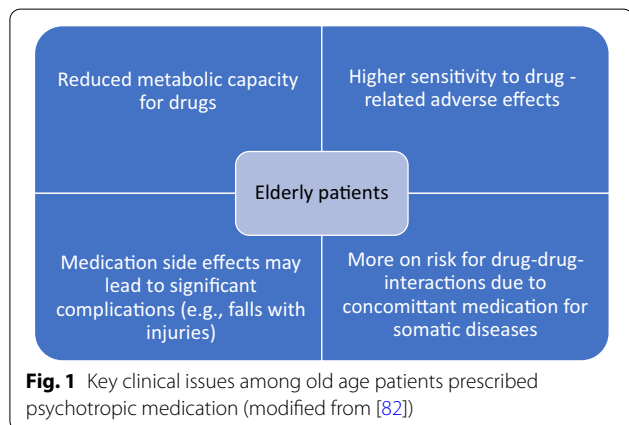 Reduced metabolic capacity
for drugs
Higher sensitivity to drug -
related adverse effects
Elderly patients
Medication side effects may
lead to significant
complications (e.g., falls with
injuries)
More on risk for drug-drug-
interactions due to
concomittant medication for
somatic diseases
Fig. 1 Key clinical issues among old age patients prescribed
psychotropic medication (modified from [82])